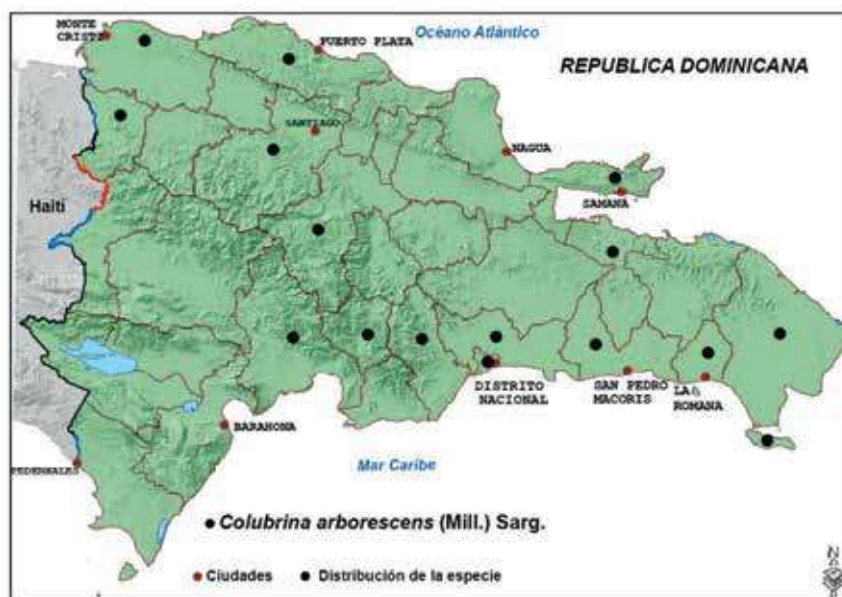 MONTE
CRISTI
PUERTO PLATA
Océano Atlántico
REPUBLICA DOMINICANA
SANTIAGO
NAGUA
SAMANA
Haití
DISTRITO
NACIONAL
SAN PEDRO
MACORIS
LA
ROMANA
BARAHONA
PEDERNALES
Mar Caribe
Colubrina arborescens (Mill.) Sarg.
Ciudades
Distribución de la especie
N